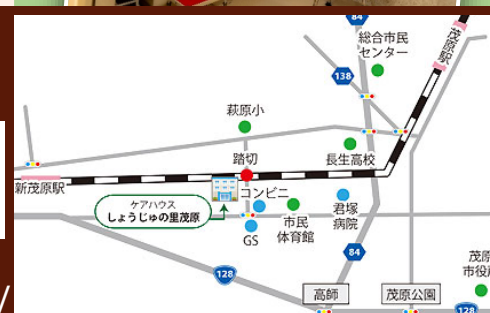 84
総合市民
センター
茂原駅
138
萩原小
踏切
長生高校
新茂原駅
ケアハウス
しょうじゅの里茂原
コンビニ
市民
体育館
君塚
病院
GS
84
128
高師
茂原公園
茂原
市役所
128